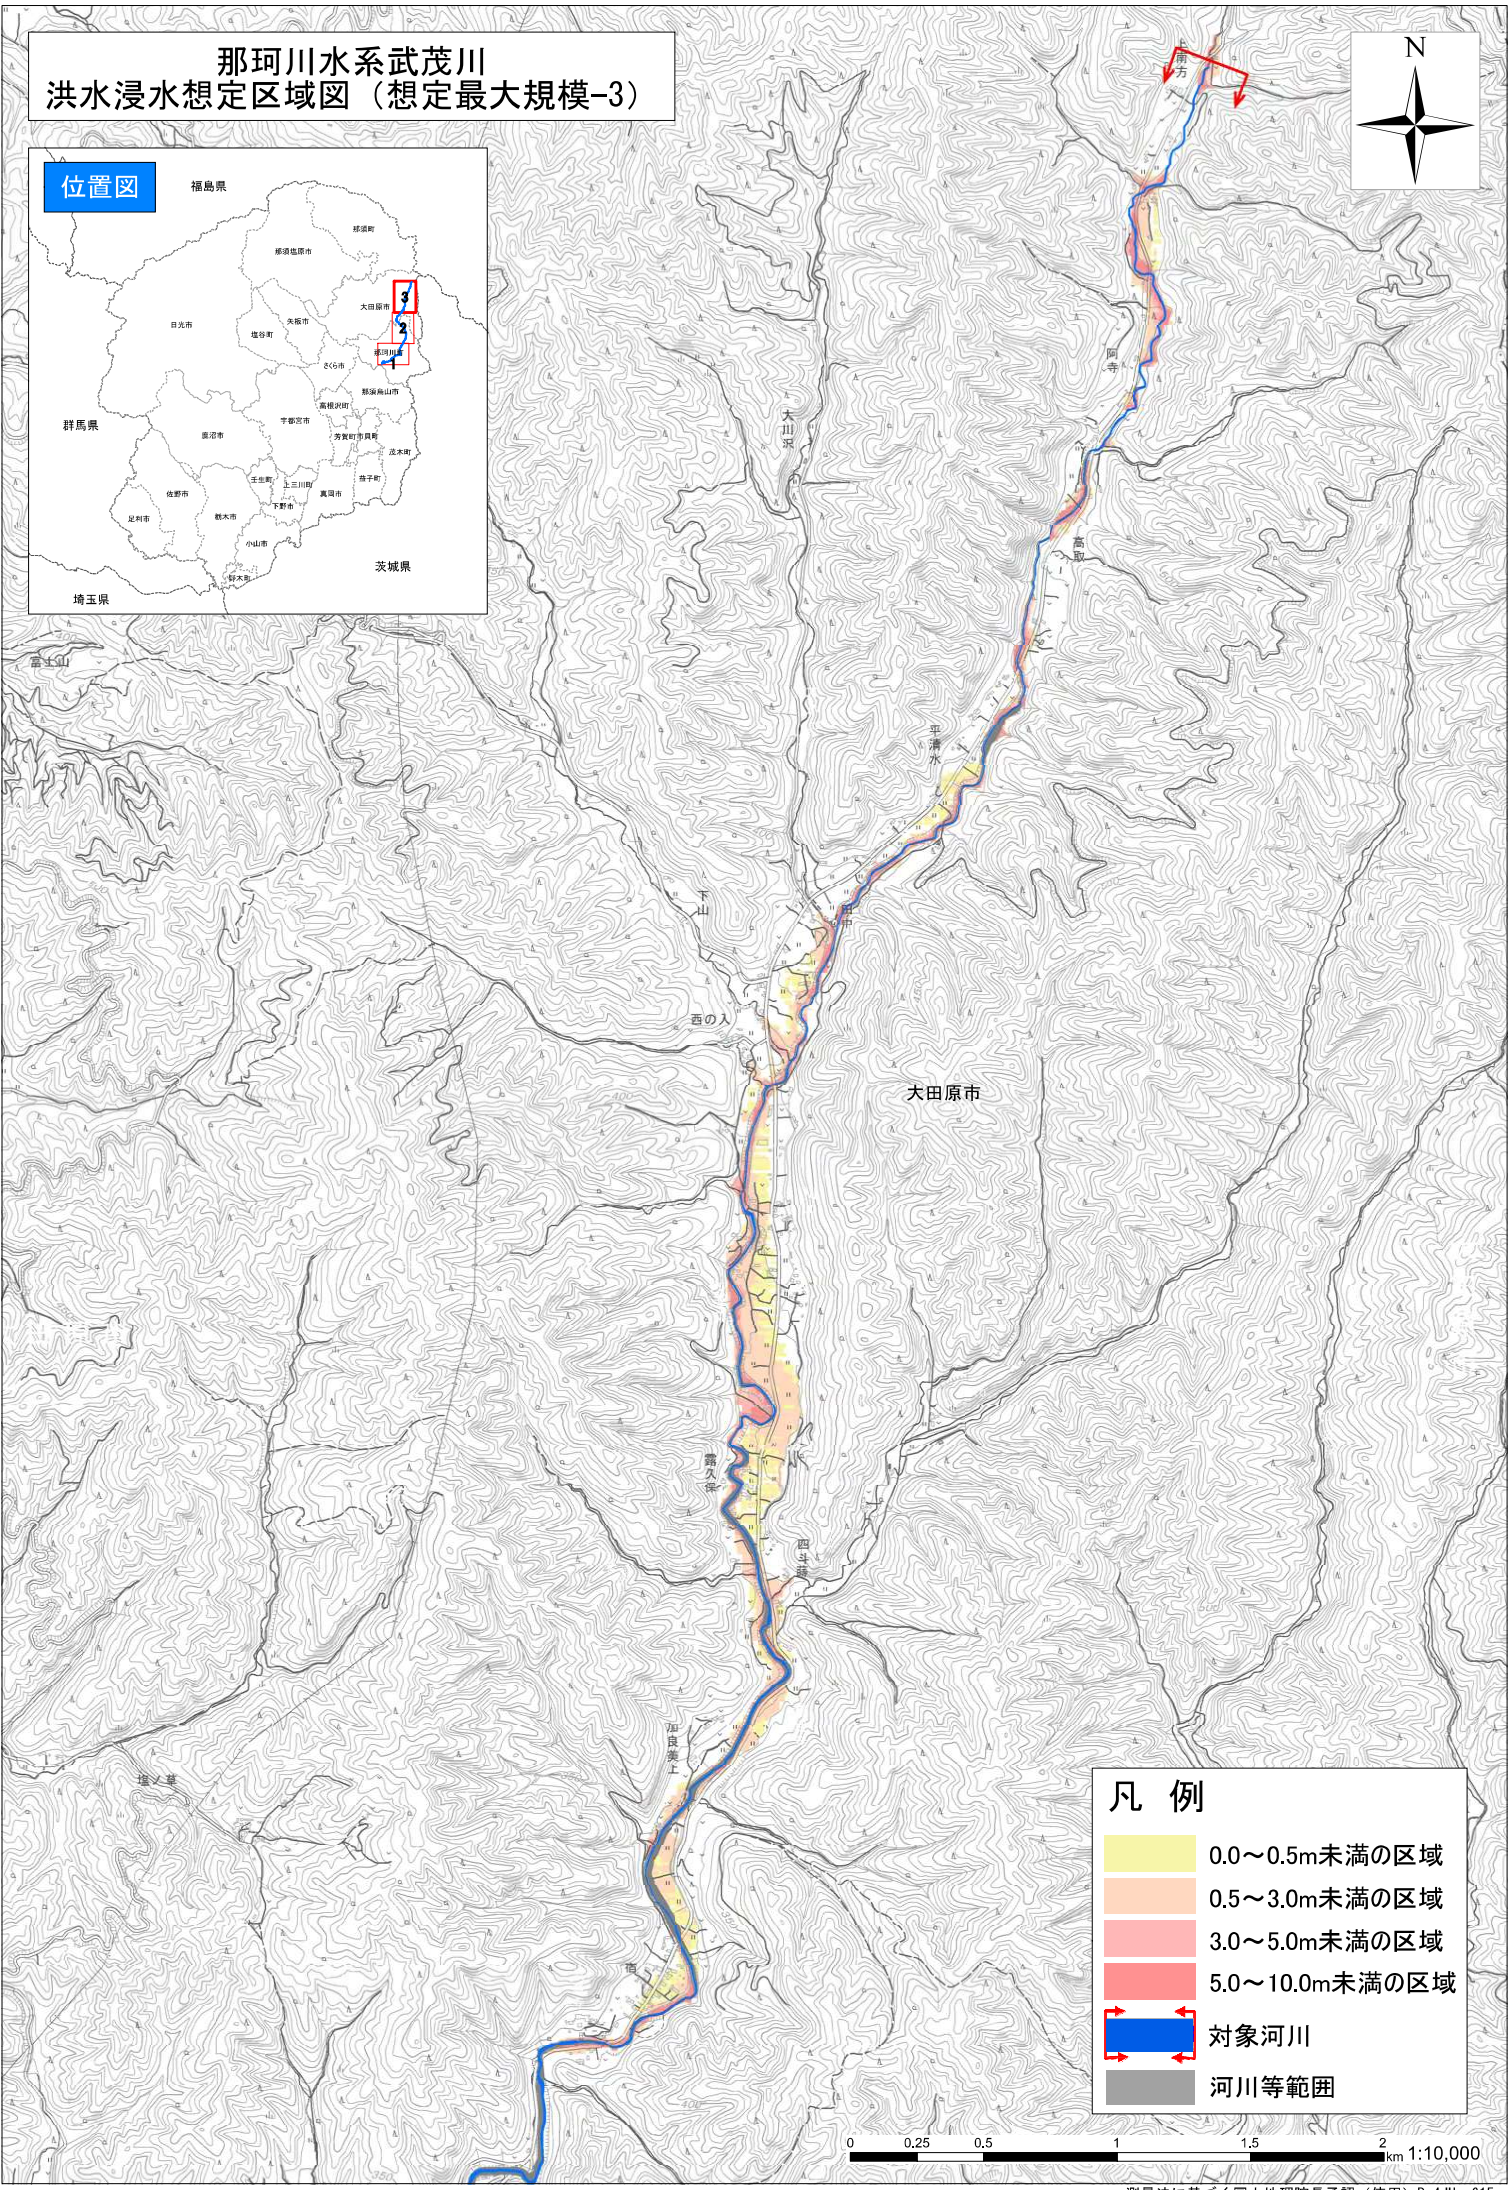 那珂川水系武茂川
洪水浸水想定区域図（想定最大規模-3）
N
位置図
福島県
那須町
那須塩原市
大田原市
3
日光市
塩谷町
矢板市
2
那珂川町
1
さくら市
那須烏山市
高根沢町
群馬県
宇都宮市
鹿沼市
芳賀町
市貝町
茂木町
壬生町
上三川町
真岡市
益子町
佐野市
足利市
栃木市
下野市
小山市
野木町
茨城県
埼玉県
上南方
阿寺
大川沢
高取
富士山
平清水
下山
田中
西の入
大田原市
露久保
四斗蒔
加良美上
塩ノ草
宿
凡 例
0.0～0.5m未満の区域
0.5～3.0m未満の区域
3.0～5.0m未満の区域
5.0～10.0m未満の区域
対象河川
河川等範囲
0 0.25 0.5 1 1.5 2
km 1:10,000